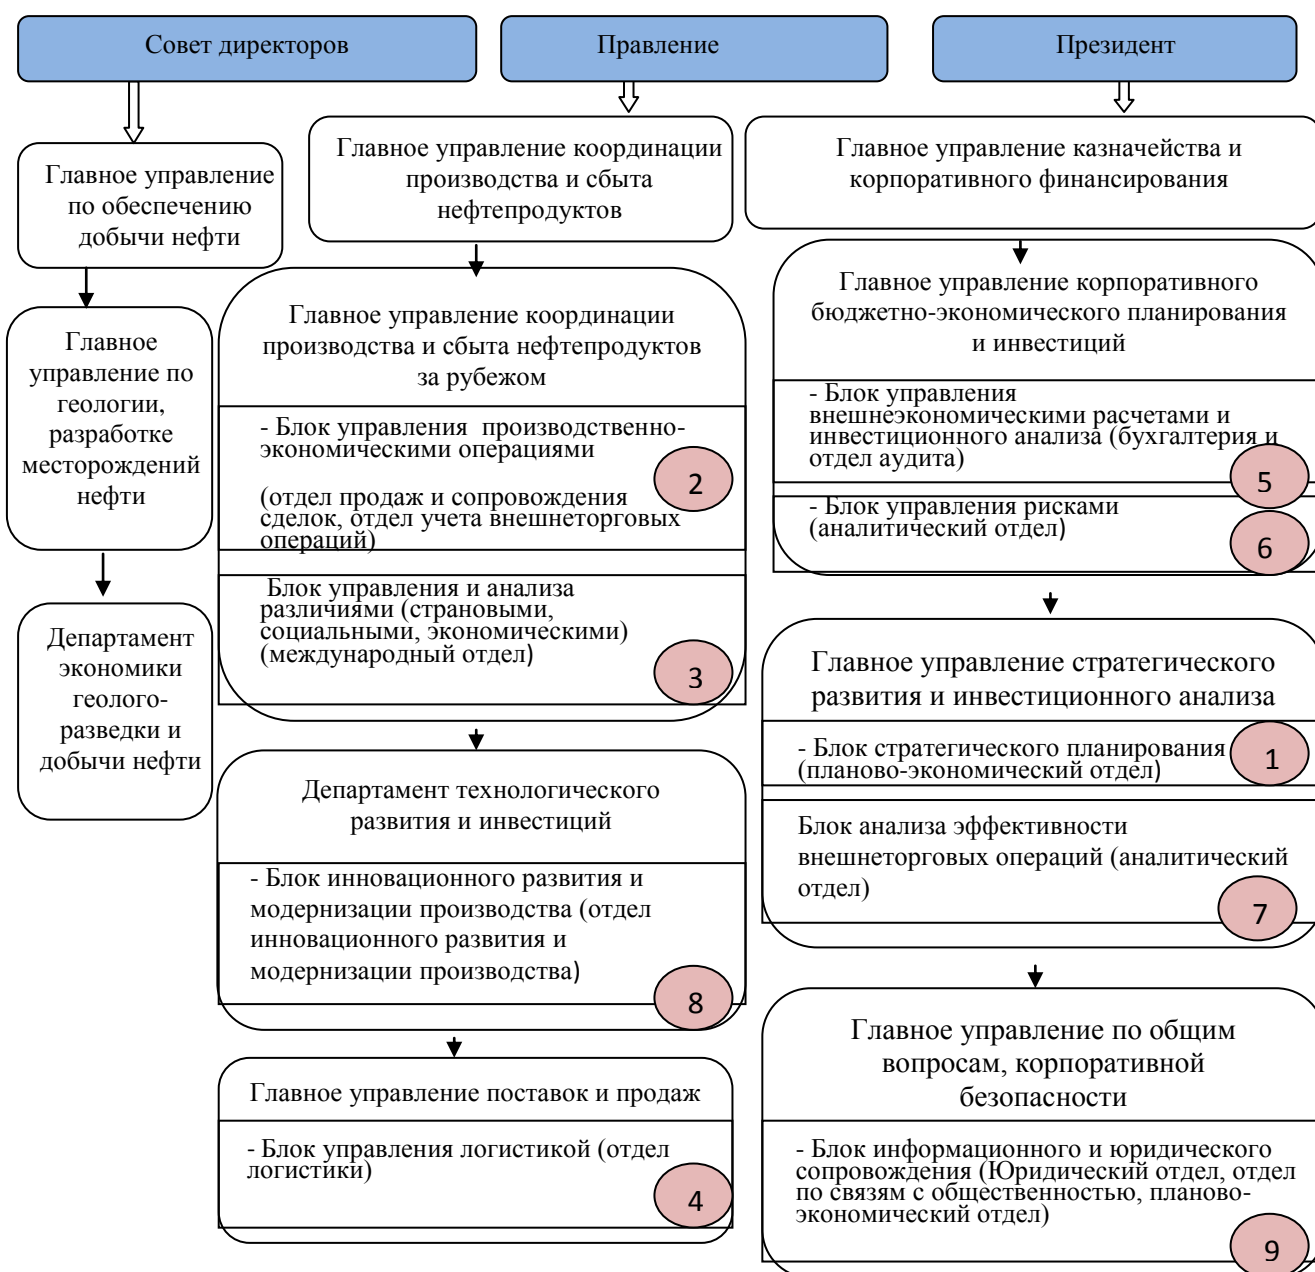 Совет директоров
Правление
Президент
Главное управление
по обеспечению
добычи нефти
Главное
управление по
геологии,
разработке
месторождений
нефти
Департамент
экономики
геолого-
разведки и
добычи нефти
Главное управление координации
производства и сбыта
нефтепродуктов
Главное управление координации
производства и сбыта нефтепродуктов
за рубежом
- Блок управления производственно-
экономическими операциями
2
(отдел продаж и сопровождения
сделок, отдел учета внешнеторговых
операций)
Блок управления и анализа
различиями (страновыми,
социальными, экономическими)
(международный отдел)
3
Департамент технологического
развития и инвестиций
- Блок инновационного развития и
модернизации производства (отдел
инновационного развития и
модернизации производства)
8
Главное управление поставок и продаж
- Блок управления логистикой (отдел
логистики)
4
Главное управление казначейства и
корпоративного финансирования
Главное управление корпоративного
бюджетно-экономического планирования
и инвестиций
- Блок управления
внешнеэкономическими расчетами и
инвестиционного анализа (бухгалтерия и
отдел аудита)
5
- Блок управления рисками
(аналитический отдел)
6
Главное управление стратегического
развития и инвестиционного анализа
- Блок стратегического планирования
(планово-экономический отдел)
1
Блок анализа эффективности
внешнеторговых операций (аналитический
отдел)
7
Главное управление по общим
вопросам, корпоративной
безопасности
- Блок информационного и юридического
сопровождения (Юридический отдел, отдел
по связям с общественностью, планово-
экономический отдел)
9